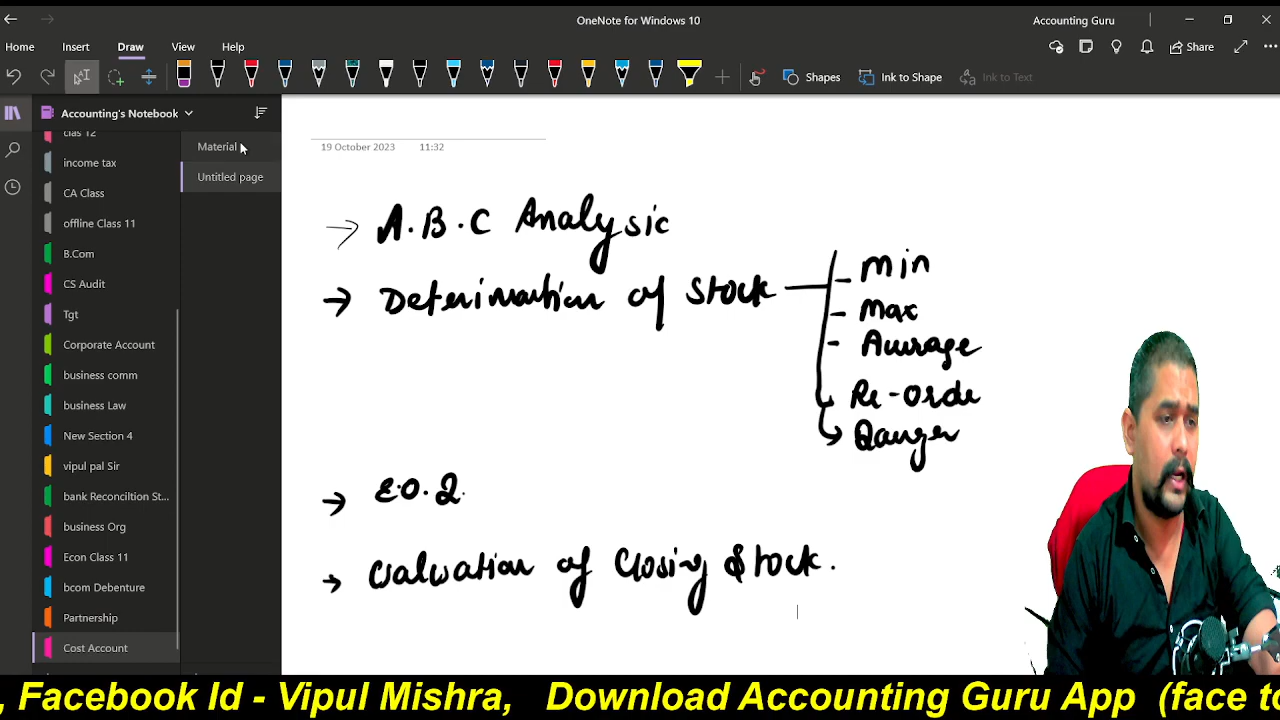 OneNote for Windows 10
Accounting Guru
Home Insert Draw View Help
Share
Shapes
Ink to Shape
Ink to Text
Accounting's Notebook
clas 12
income tax
CA Class
offline Class 11
B.Com
CS Audit
Tgt
Corporate Account
business comm
business Law
New Section 4
vipul pal Sir
bank Reconciltion St...
business Org
Econ Class 11
bcom Debenture
Partnership
Cost Account
Material
Untitled page
19 October 2023 11:32
→ A.B.C Analysis
→ Deterimation of Stock
- Min
- Max
- Average
Re-orde
Danger
→ E.O.Q.
→ Valuation of Closing Stock.
, Facebook Id - Vipul Mishra, Download Accounting Guru App (face to